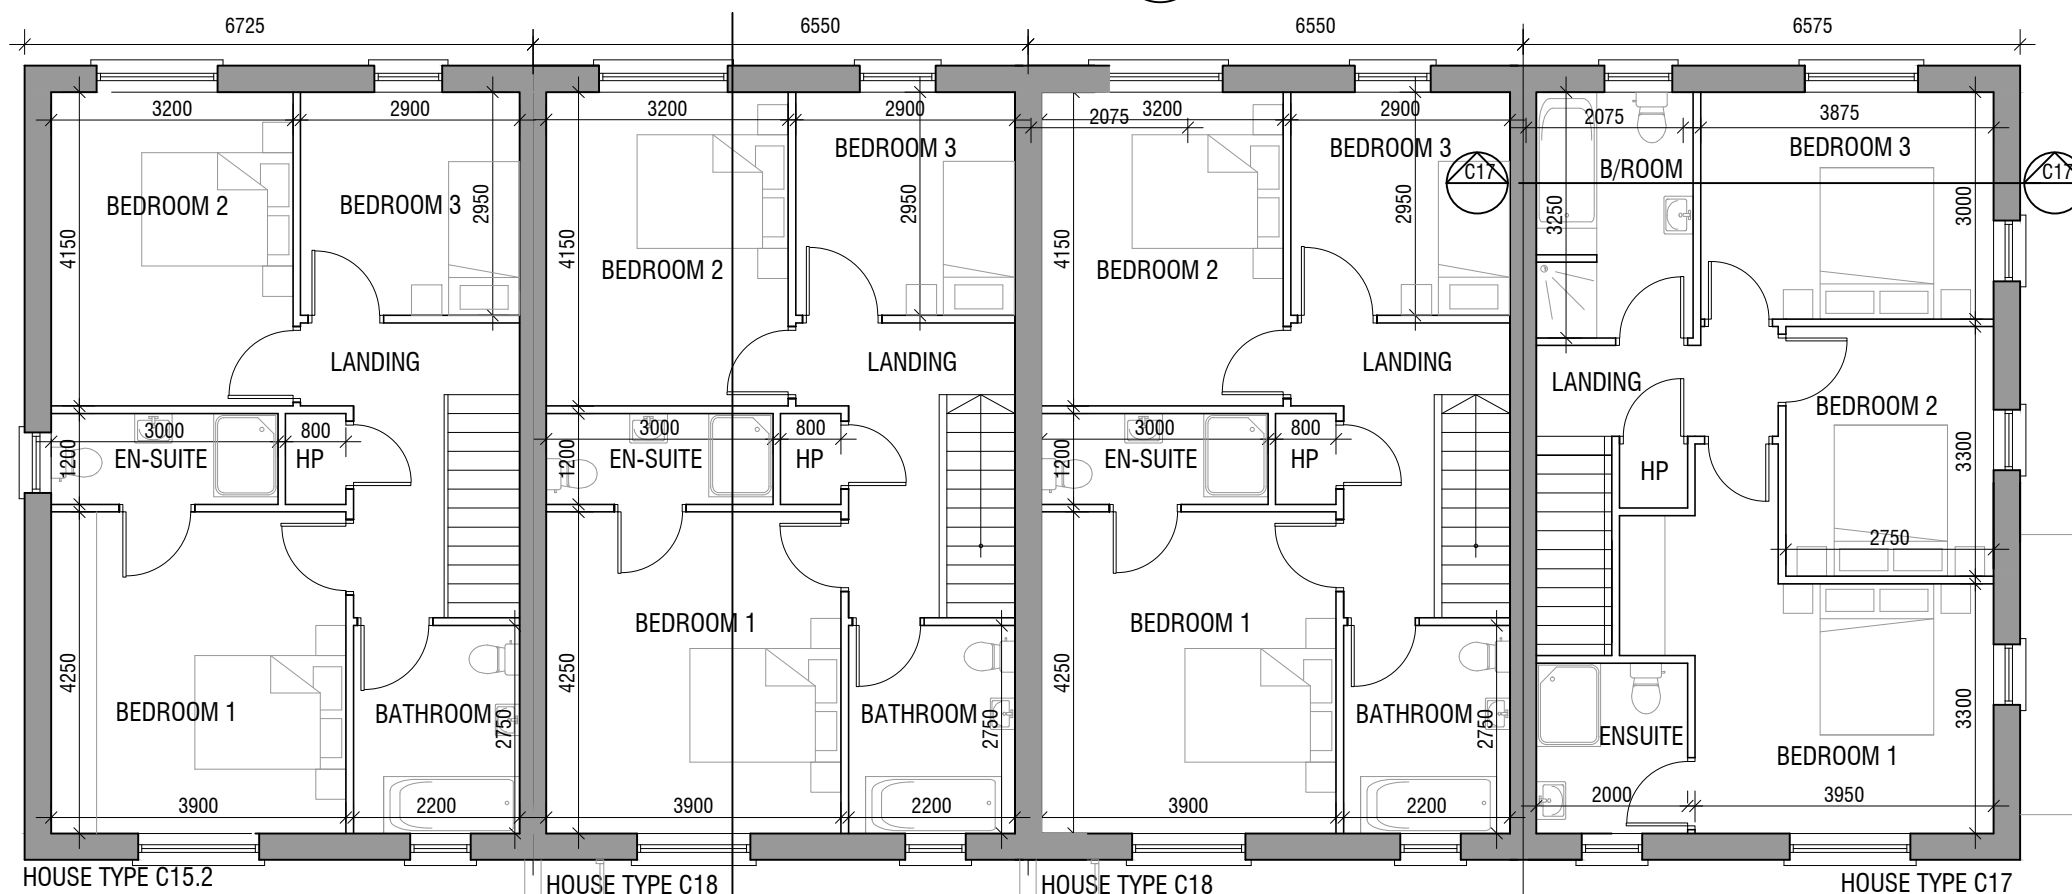 6725
6550
6550
6575
3200
2900
3200
2900
3200
2075
2900
2075
3875
BEDROOM 2
BEDROOM 3
2950
4150
BEDROOM 3
2950
BEDROOM 2
4150
BEDROOM 3
2950
BEDROOM 2
4150
C17
B/ROOM
3250
BEDROOM 3
3000
C17
LANDING
LANDING
LANDING
LANDING
BEDROOM 2
3300
2750
3000
800
1200
EN-SUITE
HP
3000
800
1200
EN-SUITE
HP
3000
800
1200
EN-SUITE
HP
HP
BEDROOM 1
4250
BATHROOM
2750
3900
2200
BEDROOM 1
4250
BATHROOM
2750
3900
2200
BEDROOM 1
4250
BATHROOM
2750
3900
2200
ENSUITE
2000
BEDROOM 1
3300
3950
HOUSE TYPE C15.2
HOUSE TYPE C18
HOUSE TYPE C18
HOUSE TYPE C17